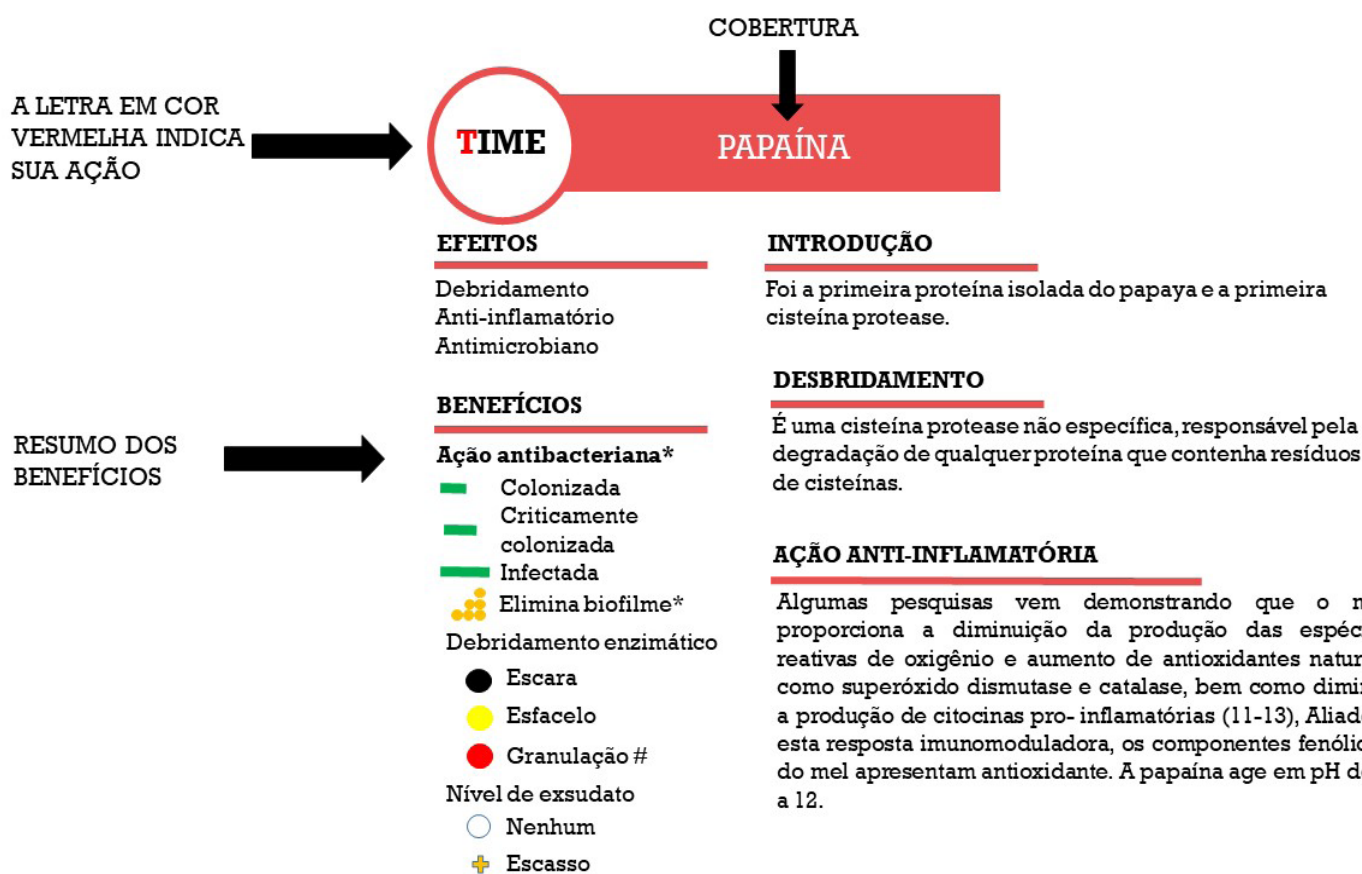 COBERTURA
A LETRA EM COR
VERMELHA INDICA
SUA AÇÃO
TIME
PAPAÍNA
EFEITOS
Debridamento
Anti-inflamatório
Antimicrobiano
BENEFÍCIOS
RESUMO DOS
BENEFÍCIOS
Ação antibacteriana*
Colonizada
Criticamente
colonizada
Infectada
Elimina biofilme*
Debridamento enzimático
Escara
Esfacelo
Granulação #
Nível de exsudato
Nenhum
Escasso
INTRODUÇÃO
Foi a primeira proteína isolada do papaya e a primeira
cisteína protease.
DESBRIDAMENTO
É uma cisteína protease não específica, responsável pela
degradação de qualquer proteína que contenha resíduos
de cisteínas.
AÇÃO ANTI-INFLAMATÓRIA
Algumas pesquisas vem demonstrando que o
proporciona a diminuição da produção das
reativas de oxigênio e aumento de antioxidantes
como superóxido dismutase e catalase, bem como
a produção de citocinas pro- inflamatórias (11-13),
esta resposta imunomoduladora, os componentes
do mel apresentam antioxidante. A papaína age em pH
a 12.